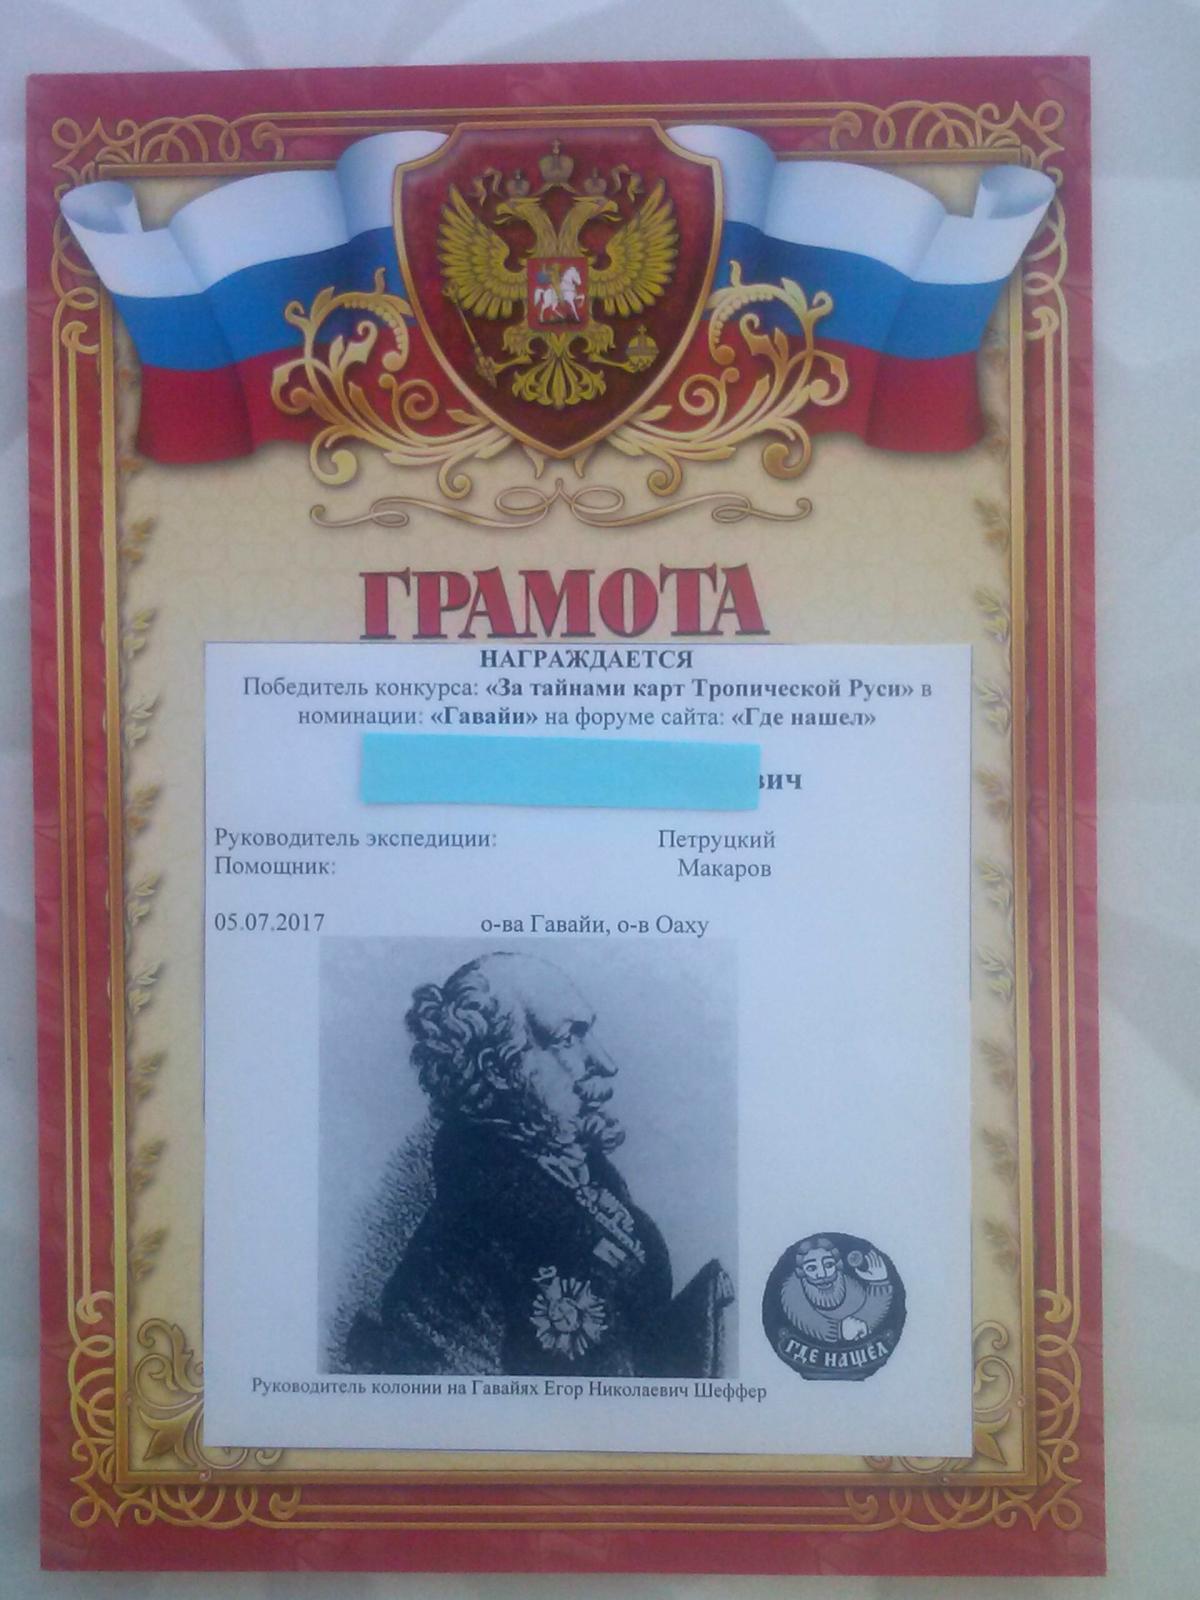 ГРАМОТА
НАГРАЖДАЕТСЯ
Победитель конкурса: «За тайнами карт Тропической Руси» в
номинации: «Гавайи» на форуме сайта: «Где нашел»
вич
Руководитель экспедиции: Петруцкий
Помощник: Макаров
05.07.2017 о-ва Гавайи, о-в Оаху
ГДЕ НАШЕЛ
Руководитель колонии на Гавайях Егор Николаевич Шеффер